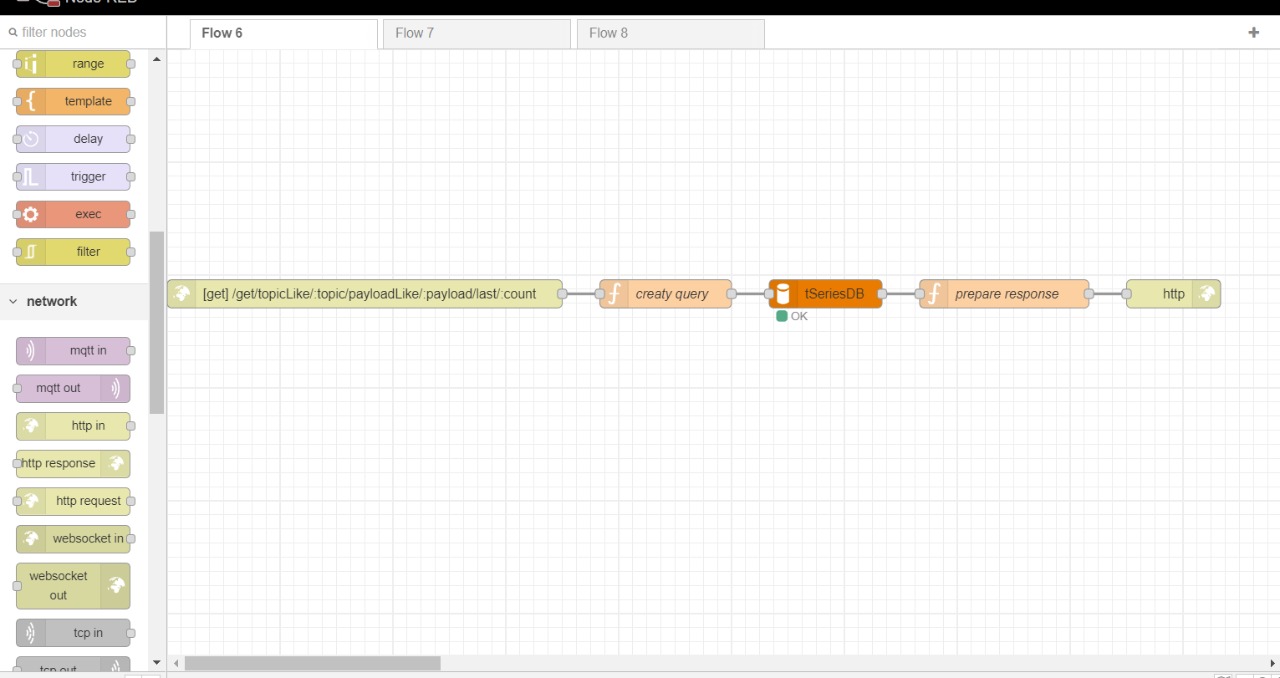 Node-RED
filter nodes
Flow 6
Flow 7
Flow 8
range
template
delay
trigger
exec
filter
network
mqtt in
mqtt out
http in
http response
http request
websocket in
websocket
out
tcp in
tcp out
[get] /get/topicLike/:topic/payloadLike/:payload/last/:count
creaty query
tSeriesDB
OK
prepare response
http